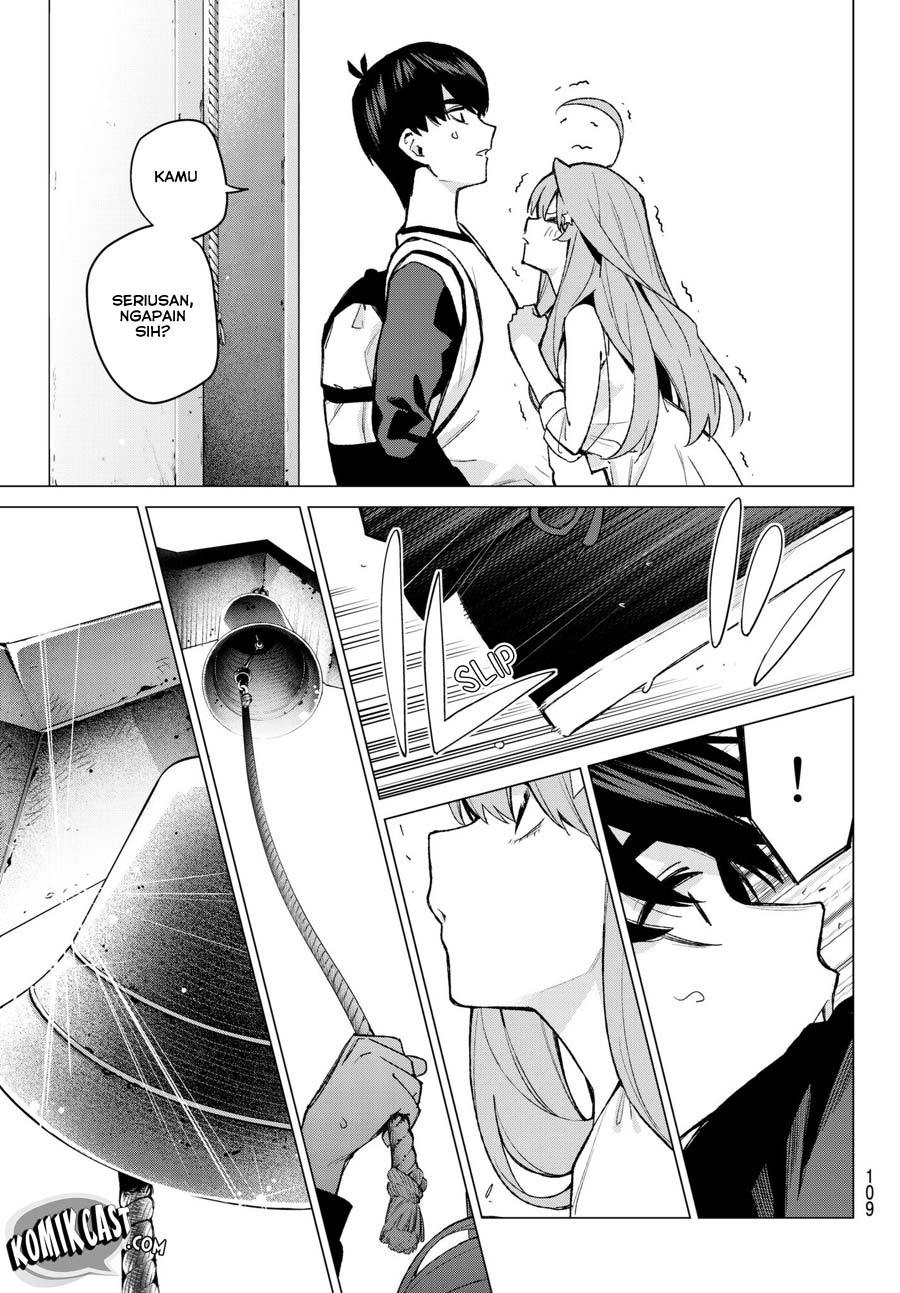 KAMU
SERIUSAN,
NGAPAIN
SIH?
SLIP
!
109
KOMIKCAST
.COM